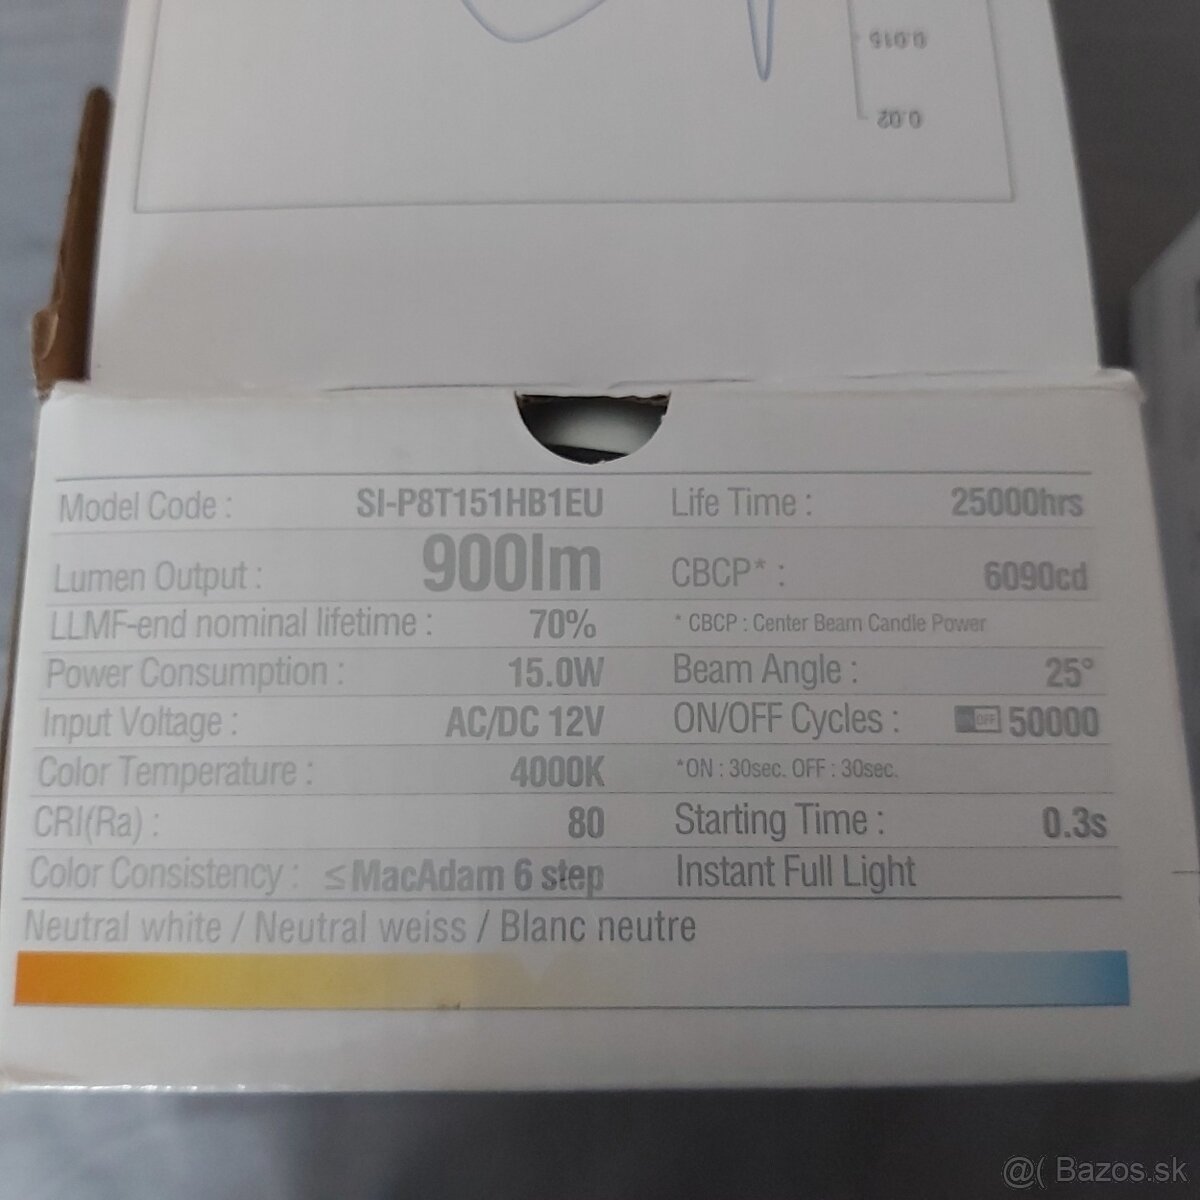 0.015
0.02
Model Code : SI-P8T151HB1EU
Lumen Output : 900lm
LLMF-end nominal lifetime : 70%
Power Consumption : 15.0W
Input Voltage : AC/DC 12V
Color Temperature : 4000K
CRI(Ra) : 80
Color Consistency : ≤MacAdam 6 step
Life Time : 25000hrs
CBCP* : 6090cd
* CBCP : Center Beam Candle Power
Beam Angle : 25°
ON/OFF Cycles : OFF 50000
*ON : 30sec. OFF : 30sec.
Starting Time : 0.3s
Instant Full Light
Neutral white / Neutral weiss / Blanc neutre
@( Bazos.sk